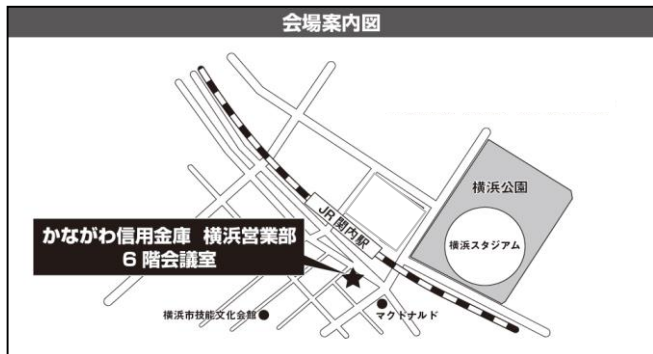 会場案内図
横浜公園
横浜スタジアム
JR関内駅
かながわ信用金庫 横浜営業部
6階会議室
横浜市技能文化会館
マクドナルド